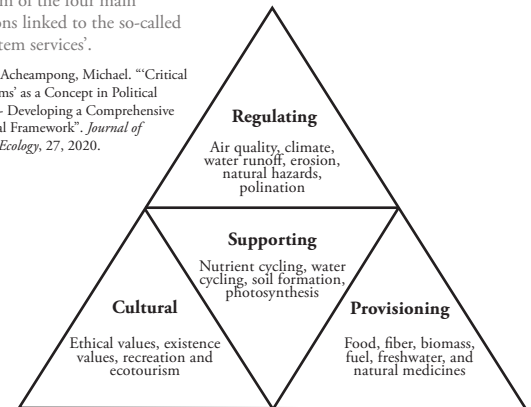 of the four main
ons linked to the so-called
tem services’.
Acheampong, Michael. “‘Critical
ms’ as a Concept in Political
- Developing a Comprehensive
al Framework”. Journal of
Ecology, 27, 2020.
Regulating
Air quality, climate,
water runoff, erosion,
natural hazards,
polination
Supporting
Nutrient cycling, water
cycling, soil formation,
photosynthesis
Cultural
Ethical values, existence
values, recreation and
ecotourism
Provisioning
Food, fiber, biomass,
fuel, freshwater, and
natural medicines